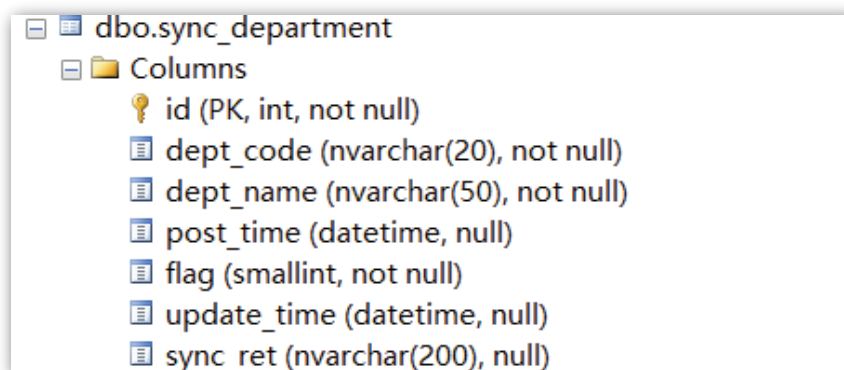 dbo.sync_department
Columns
id (PK, int, not null)
dept_code (nvarchar(20), not null)
dept_name (nvarchar(50), not null)
post_time (datetime, null)
flag (smallint, not null)
update_time (datetime, null)
sync_ret (nvarchar(200), null)